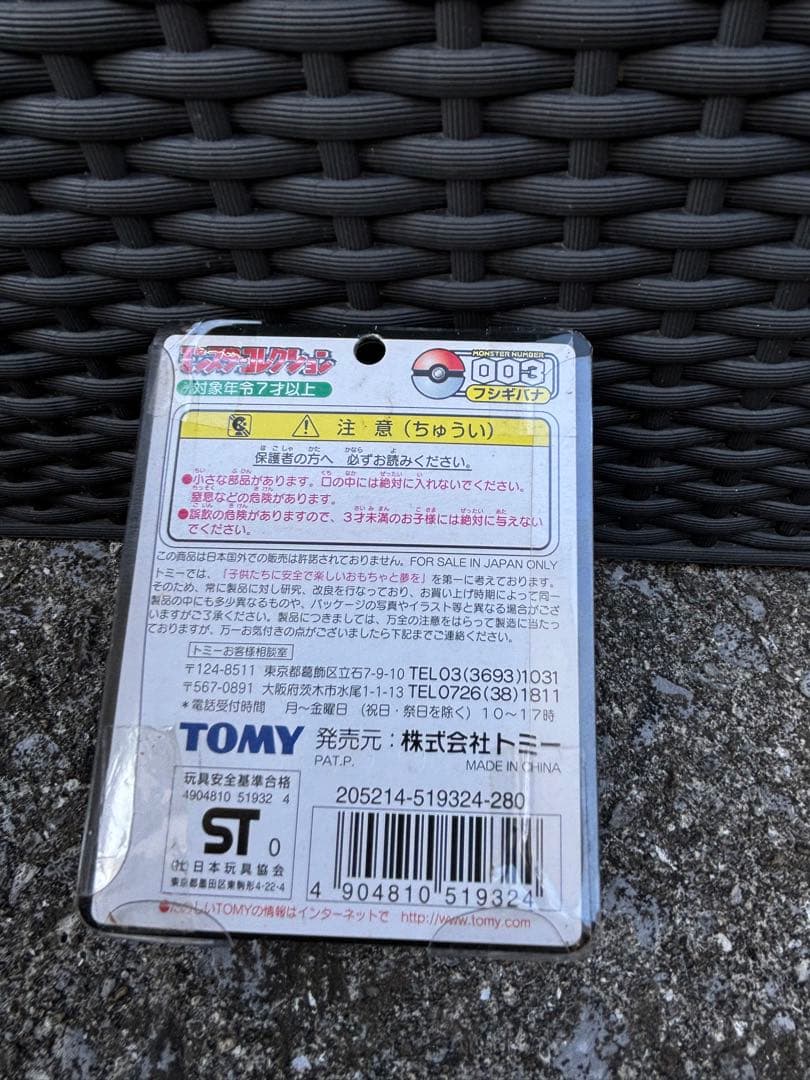 モンスターコレクション
対象年令7才以上
MONSTER NUMBER
003
フシギバナ
注意（ちゅうい）
保護者の方へ 必ずお読みください。
●小さな部品があります。口の中には絶対に入れないでください。
窒息などの危険があります。
●誤飲の危険がありますので、3才未満のお子様には絶対に与えない
でください。
この商品は日本国外での販売は許諾されておりません。FOR SALE IN JAPAN ONLY
トミーでは、「子供たちに安全で楽しいおもちゃと夢を」を第一に考えております。
そのため、常に製品に対し研究、改良を行なっており、お買い上げ時期によって同一
製品の中にも多少異なるものや、パッケージの写真やイラスト等と異なる場合がござ
いますがご了承ください。製品につきましては、万全の注意をはらって製造に当たっ
ておりますが、万一お気付きの点がございましたら下記までご連絡ください。
トミーお客様相談室
〒124-8511 東京都葛飾区立石7-9-10 TEL03(3693)1031
〒567-0891 大阪府茨木市水尾1-1-13 TEL0726(38)1811
＊電話受付時間 月〜金曜日（祝日・祭日を除く）10〜17時
TOMY 発売元：株式会社トミー
PAT.P. MADE IN CHINA
玩具安全基準合格
4904810 51932 4
ST 0
(社)日本玩具協会
東京都墨田区東駒形4-22-4
205214-519324-280
4 904810 519324
●たのしいTOMYの情報はインターネットで http://www.tomy.com